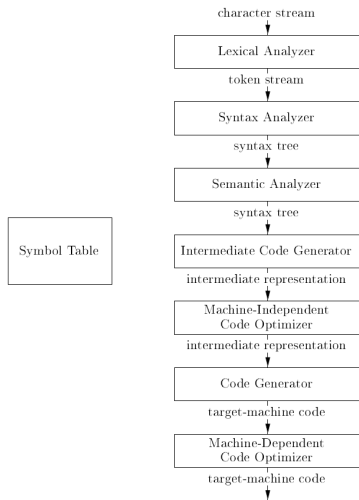 character stream
Lexical Analyzer
token stream
Syntax Analyzer
syntax tree
Semantic Analyzer
syntax tree
Symbol Table
Intermediate Code Generator
intermediate representation
Machine-Independent
Code Optimizer
intermediate representation
Code Generator
target-machine code
Machine-Dependent
Code Optimizer
target-machine code